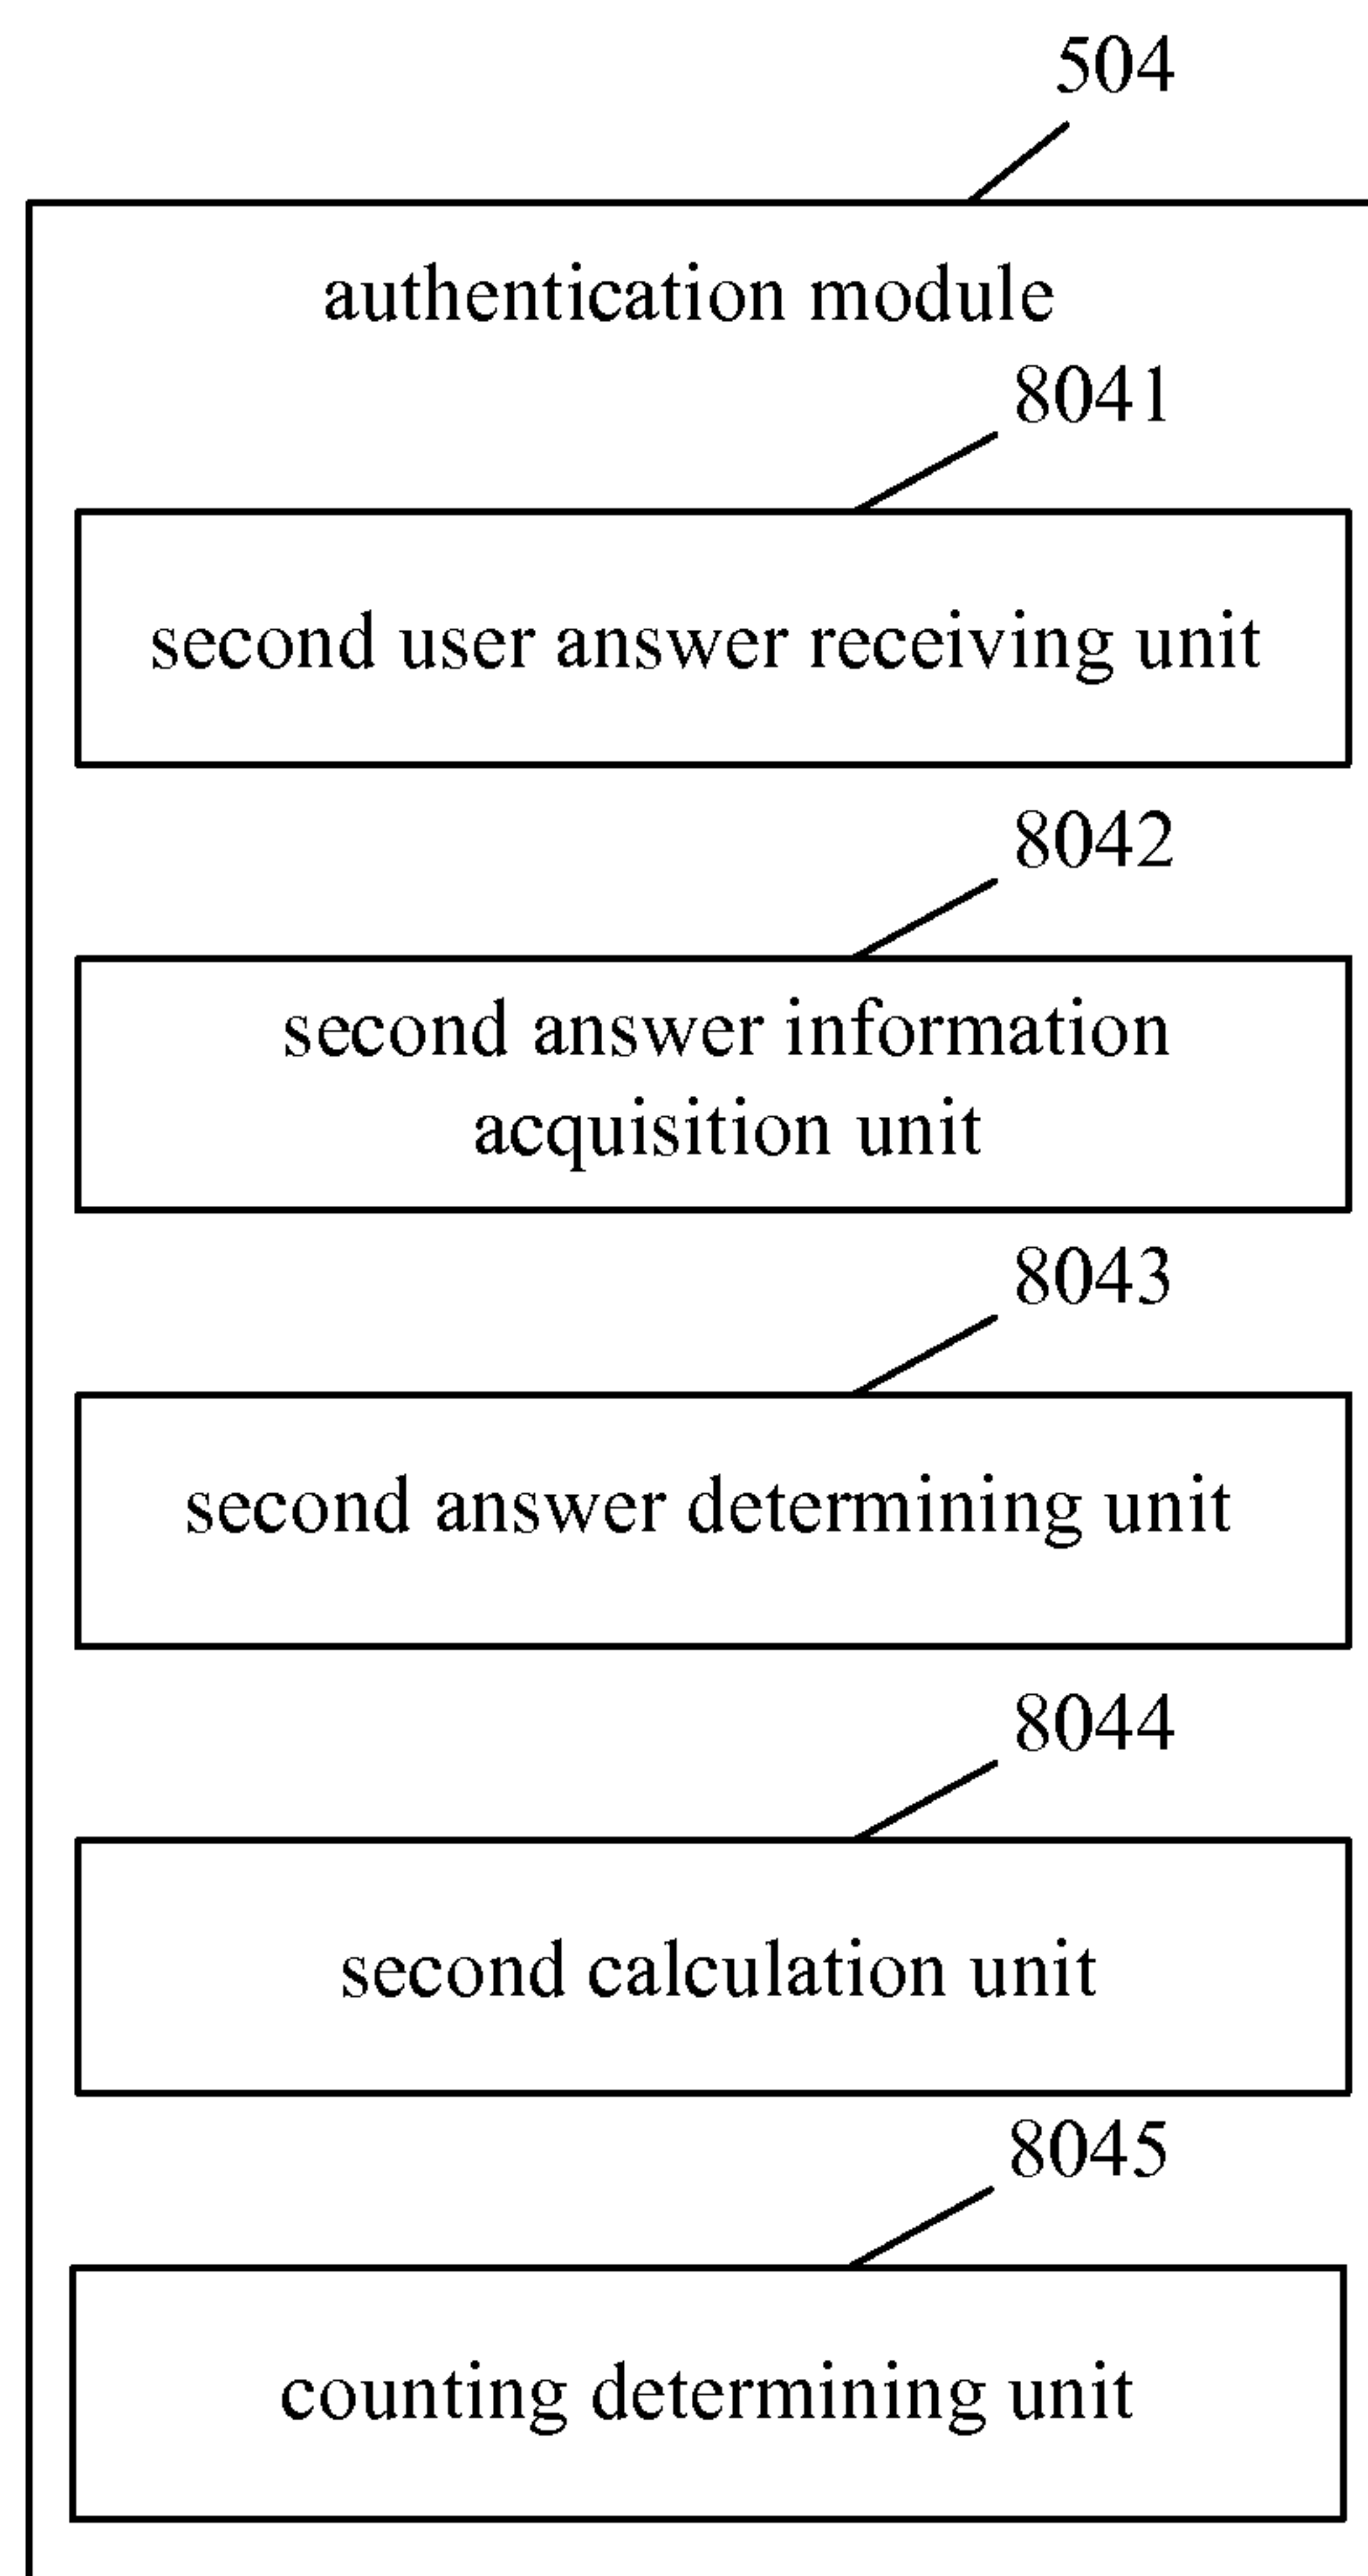 504
authentication module
8041
second user answer receiving unit
8042
second answer information
acquisition unit
8043
second answer determining unit
8044
second calculation unit
8045
counting determining unit